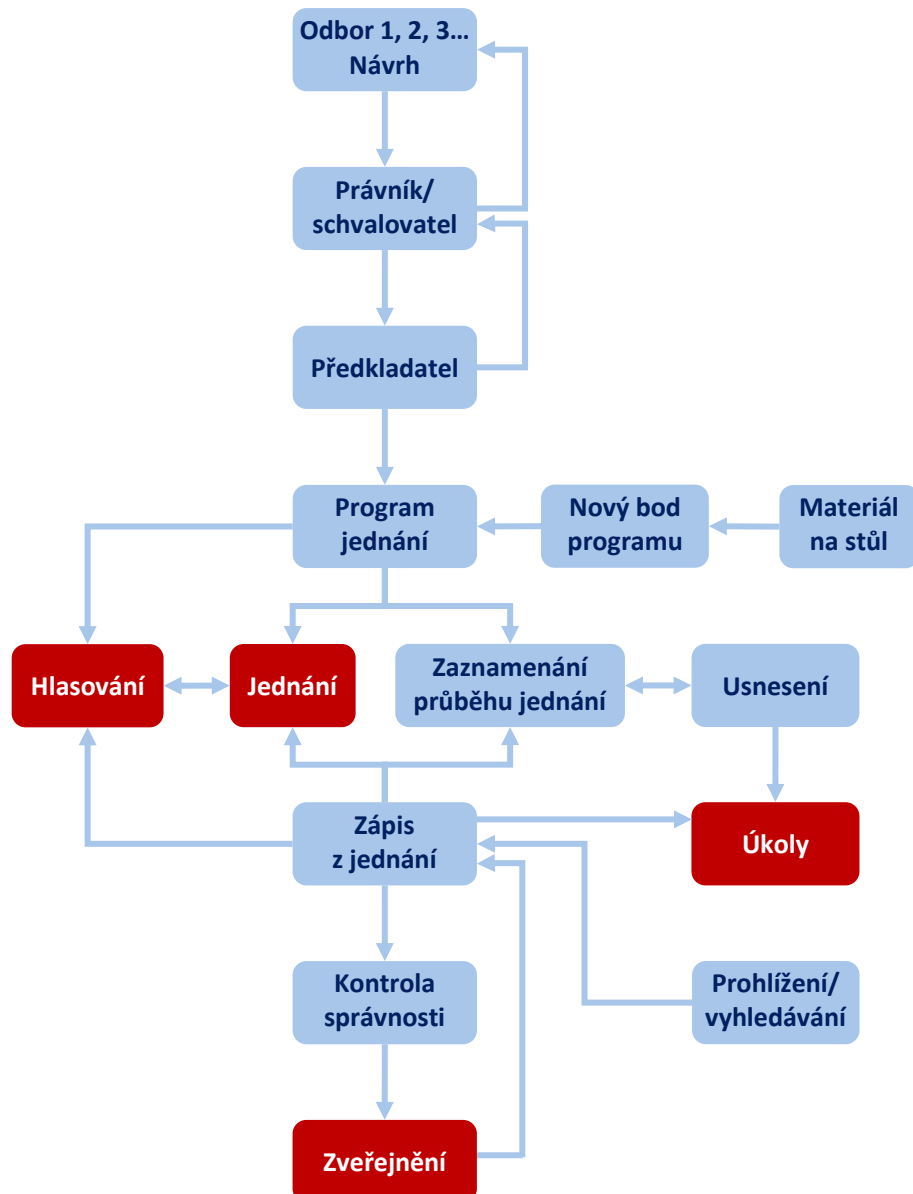 Odbor 1, 2, 3…
Návrh
Právník/
schvalovatel
Předkladatel
Program
jednání
Nový bod
programu
Materiál
na stůl
Hlasování
Jednání
Zaznamenání
průběhu jednání
Usnesení
Zápis
z jednání
Úkoly
Kontrola
správnosti
Prohlížení/
vyhledávání
Zveřejnění